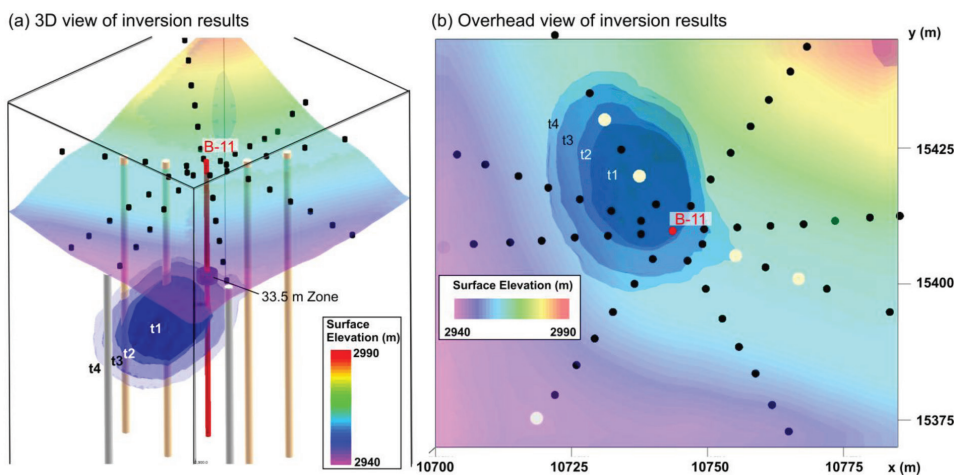 (a) 3D view of inversion results
B-11
33.5 m Zone
t1
t2
t3
t4
Surface
Elevation (m)
2990
2940
(b) Overhead view of inversion results
y (m)
t4
t3
t2
t1
B-11
15425
15400
15375
Surface Elevation (m)
2940
2990
10700
10725
10750
10775
x (m)